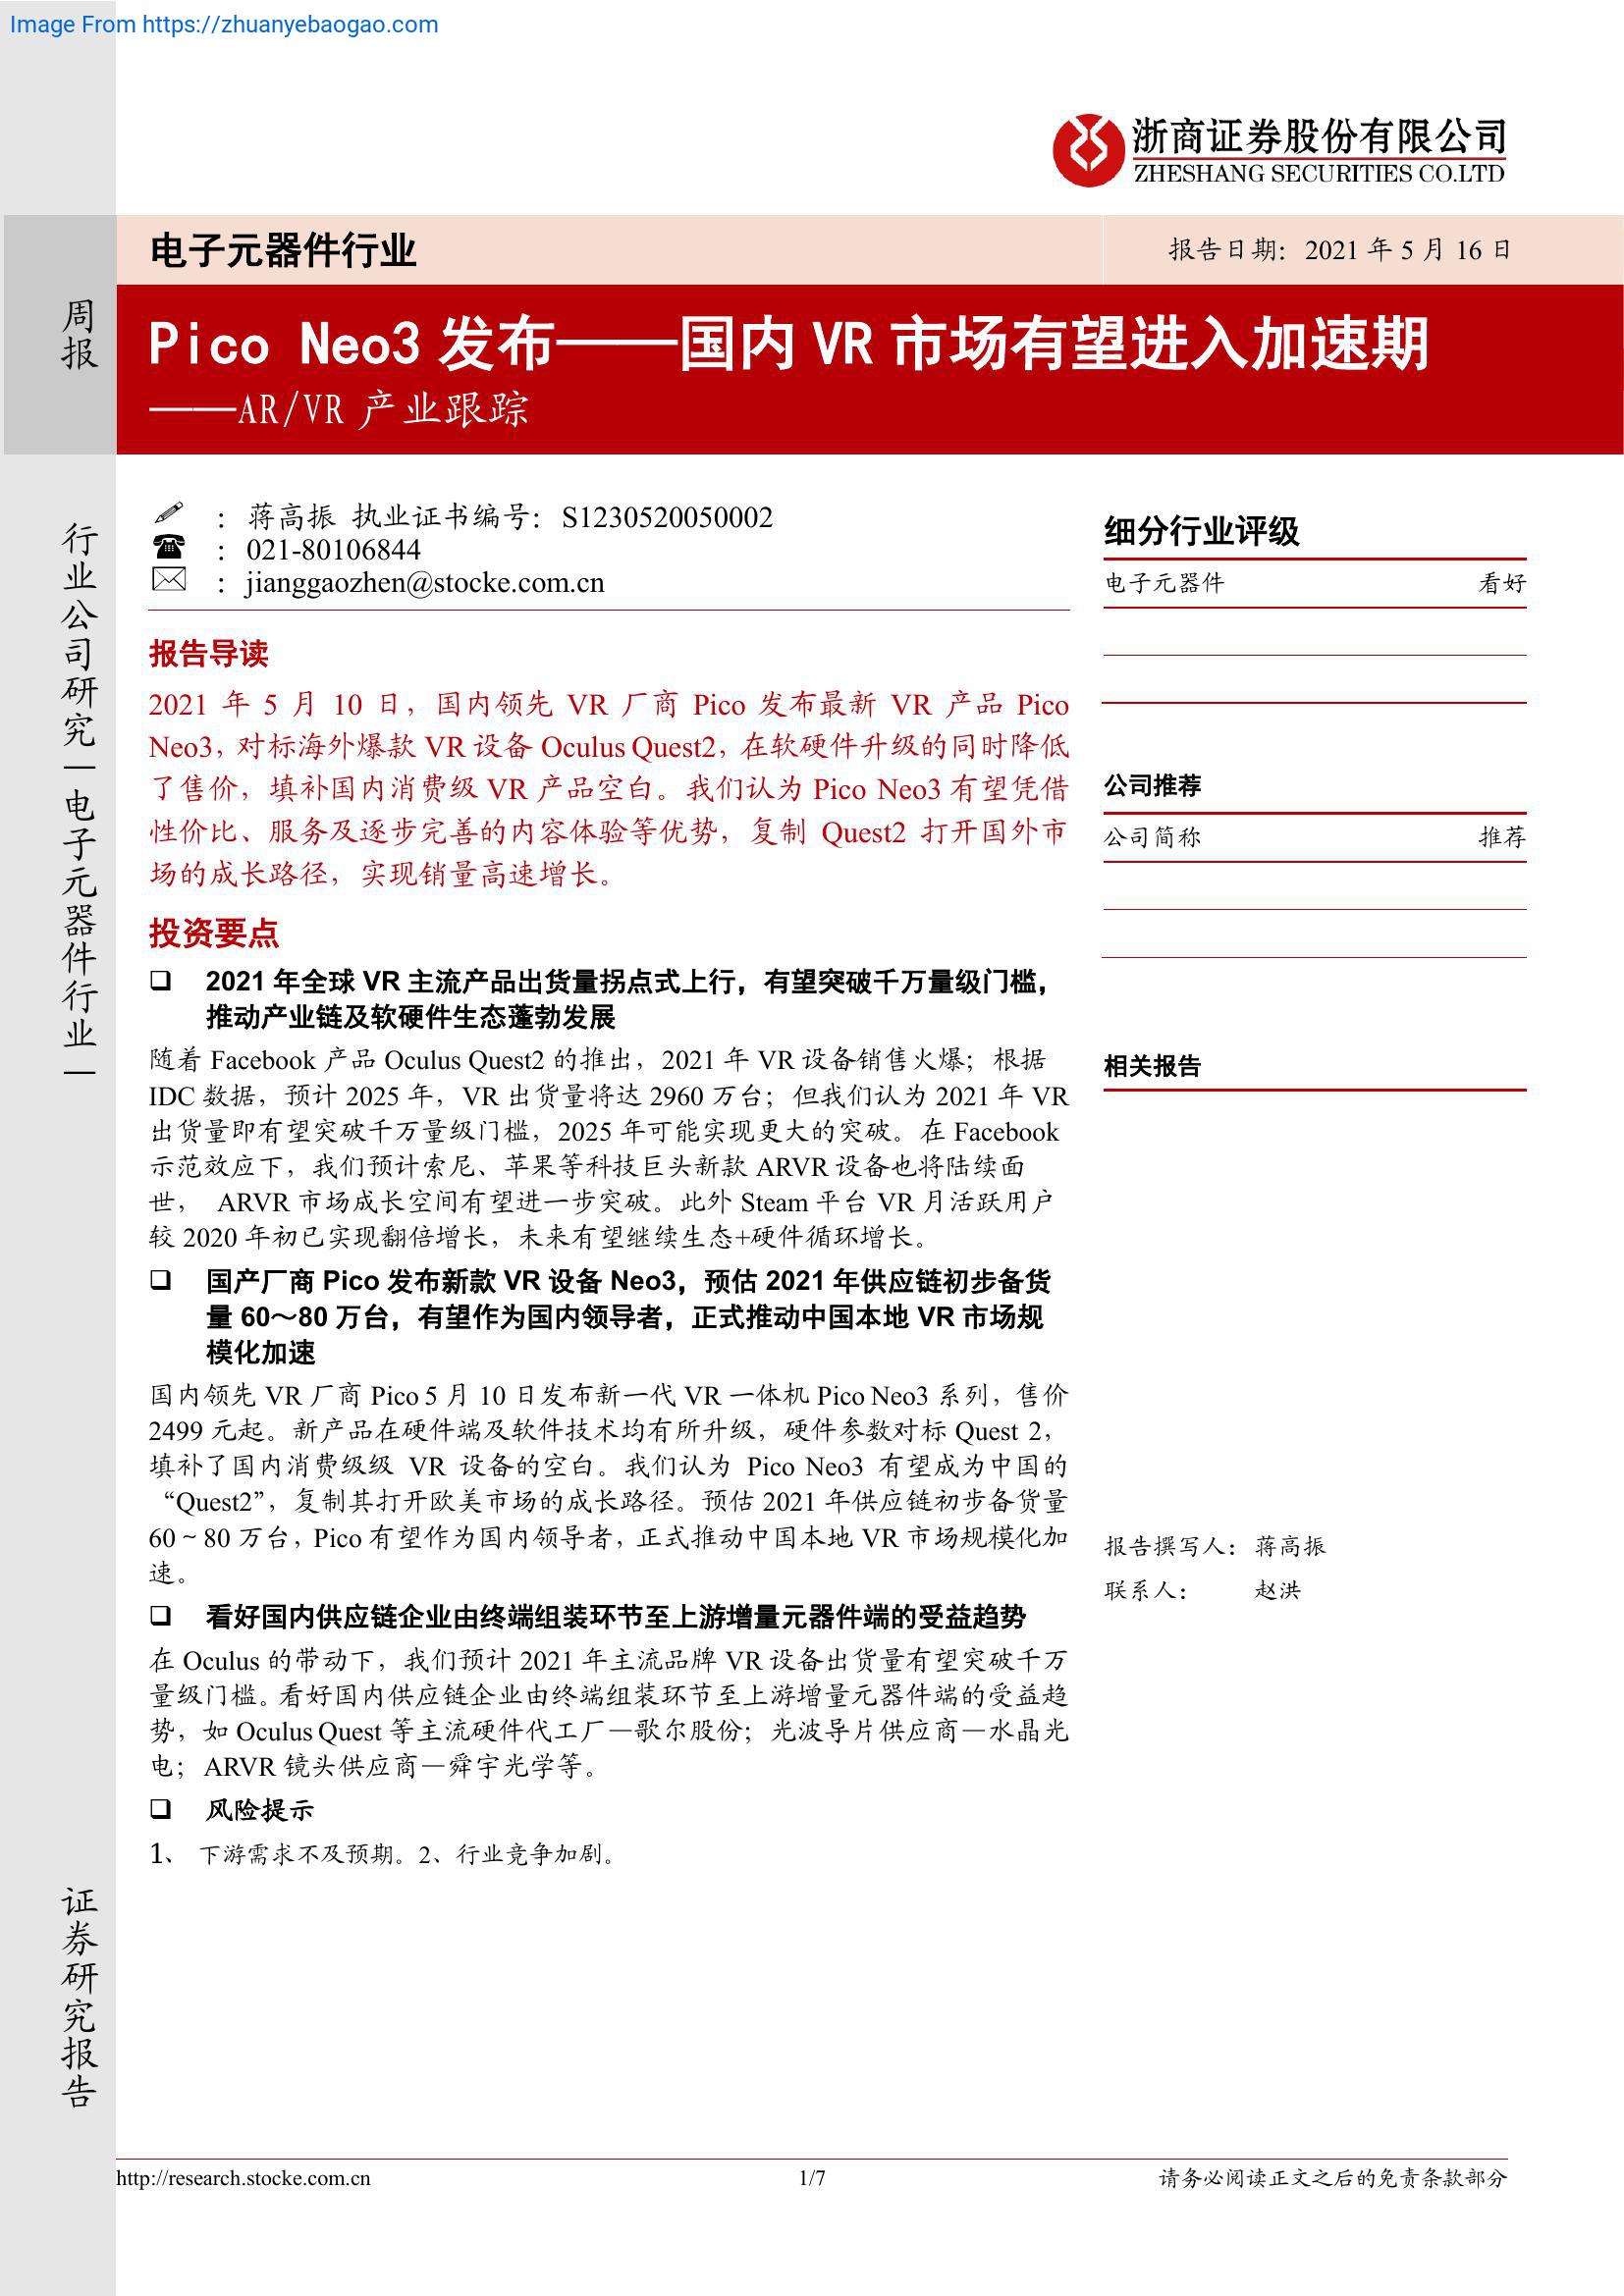 Image From https://zhuanyebaogao.com
浙商证券股份有限公司
ZHESHANG SECURITIES CO.LTD
电子元器件行业
报告日期：2021 年 5 月 16 日
周报
Pico Neo3 发布——国内 VR 市场有望进入加速期
——AR/VR 产业跟踪
行业公司研究—电子元器件行业—
：蒋高振 执业证书编号：S1230520050002
：021-80106844
：jianggaozhen@stocke.com.cn
报告导读
2021 年 5 月 10 日，国内领先 VR 厂商 Pico 发布最新 VR 产品 Pico
Neo3，对标海外爆款 VR 设备 Oculus Quest2，在软硬件升级的同时降低
了售价，填补国内消费级 VR 产品空白。我们认为 Pico Neo3 有望凭借
性价比、服务及逐步完善的内容体验等优势，复制 Quest2 打开国外市
场的成长路径，实现销量高速增长。
投资要点
❑ 2021 年全球 VR 主流产品出货量拐点式上行，有望突破千万量级门槛，
推动产业链及软硬件生态蓬勃发展
随着 Facebook 产品 Oculus Quest2 的推出，2021 年 VR 设备销售火爆；根据
IDC 数据，预计 2025 年，VR 出货量将达 2960 万台；但我们认为 2021 年 VR
出货量即有望突破千万量级门槛，2025 年可能实现更大的突破。在 Facebook
示范效应下，我们预计索尼、苹果等科技巨头新款 ARVR 设备也将陆续面
世， ARVR 市场成长空间有望进一步突破。此外 Steam 平台 VR 月活跃用户
较 2020 年初已实现翻倍增长，未来有望继续生态+硬件循环增长。
❑ 国产厂商 Pico 发布新款 VR 设备 Neo3，预估 2021 年供应链初步备货
量 60～80 万台，有望作为国内领导者，正式推动中国本地 VR 市场规
模化加速
国内领先 VR 厂商 Pico 5 月 10 日发布新一代 VR 一体机 Pico Neo3 系列，售价
2499 元起。新产品在硬件端及软件技术均有所升级，硬件参数对标 Quest 2，
填补了国内消费级级 VR 设备的空白。我们认为 Pico Neo3 有望成为中国的
“Quest2”，复制其打开欧美市场的成长路径。预估 2021 年供应链初步备货量
60~80 万台，Pico 有望作为国内领导者，正式推动中国本地 VR 市场规模化加
速。
❑ 看好国内供应链企业由终端组装环节至上游增量元器件端的受益趋势
在 Oculus 的带动下，我们预计 2021 年主流品牌 VR 设备出货量有望突破千万
量级门槛。看好国内供应链企业由终端组装环节至上游增量元器件端的受益趋
势，如 Oculus Quest 等主流硬件代工厂—歌尔股份；光波导片供应商—水晶光
电；ARVR 镜头供应商—舜宇光学等。
❑ 风险提示
1、 下游需求不及预期。2、行业竞争加剧。
细分行业评级
电子元器件 看好
公司推荐
公司简称 推荐
相关报告
报告撰写人：蒋高振
联系人： 赵洪
证券研究报告
http://research.stocke.com.cn
1/7
请务必阅读正文之后的免责条款部分